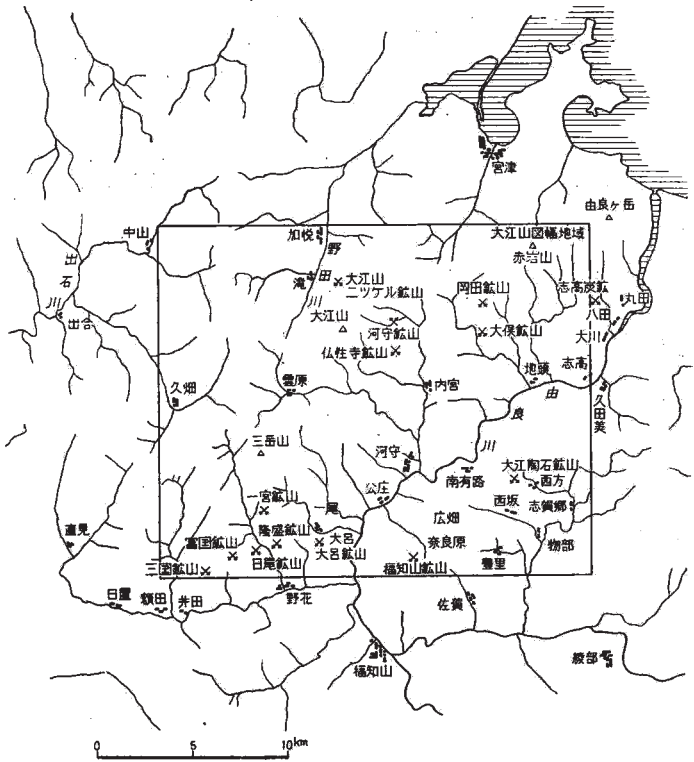 宮津
由良ヶ岳
中山
加悦
野田川
大江山図幅地域
赤岩山
出石川
滝
大江山
ニツケル鉱山
岡田鉱山
志高炭鉱
丸田
八田
出合
大江山
河守鉱山
大俣鉱山
大川
仏性寺鉱山
地頭
志高
久畑
雲原
内宮
由良川
久田美
三岳山
河守
南有路
大江陶石鉱山
西方
一宮鉱山
公庄
一尾
広畑
西坂
志賀郷
直見
富国鉱山
隆盛鉱山
大呂
大呂鉱山
奈良原
物部
三国鉱山
日尾鉱山
福知山鉱山
豊里
日置
額田
井田
野花
佐賀
福知山
綾部
0 5 10km